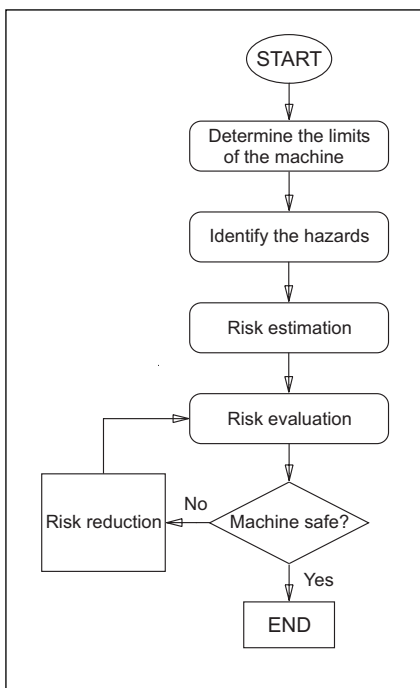 START
Determine the limits
of the machine
Identify the hazards
Risk estimation
Risk evaluation
Risk reduction
No
Machine safe?
Yes
END